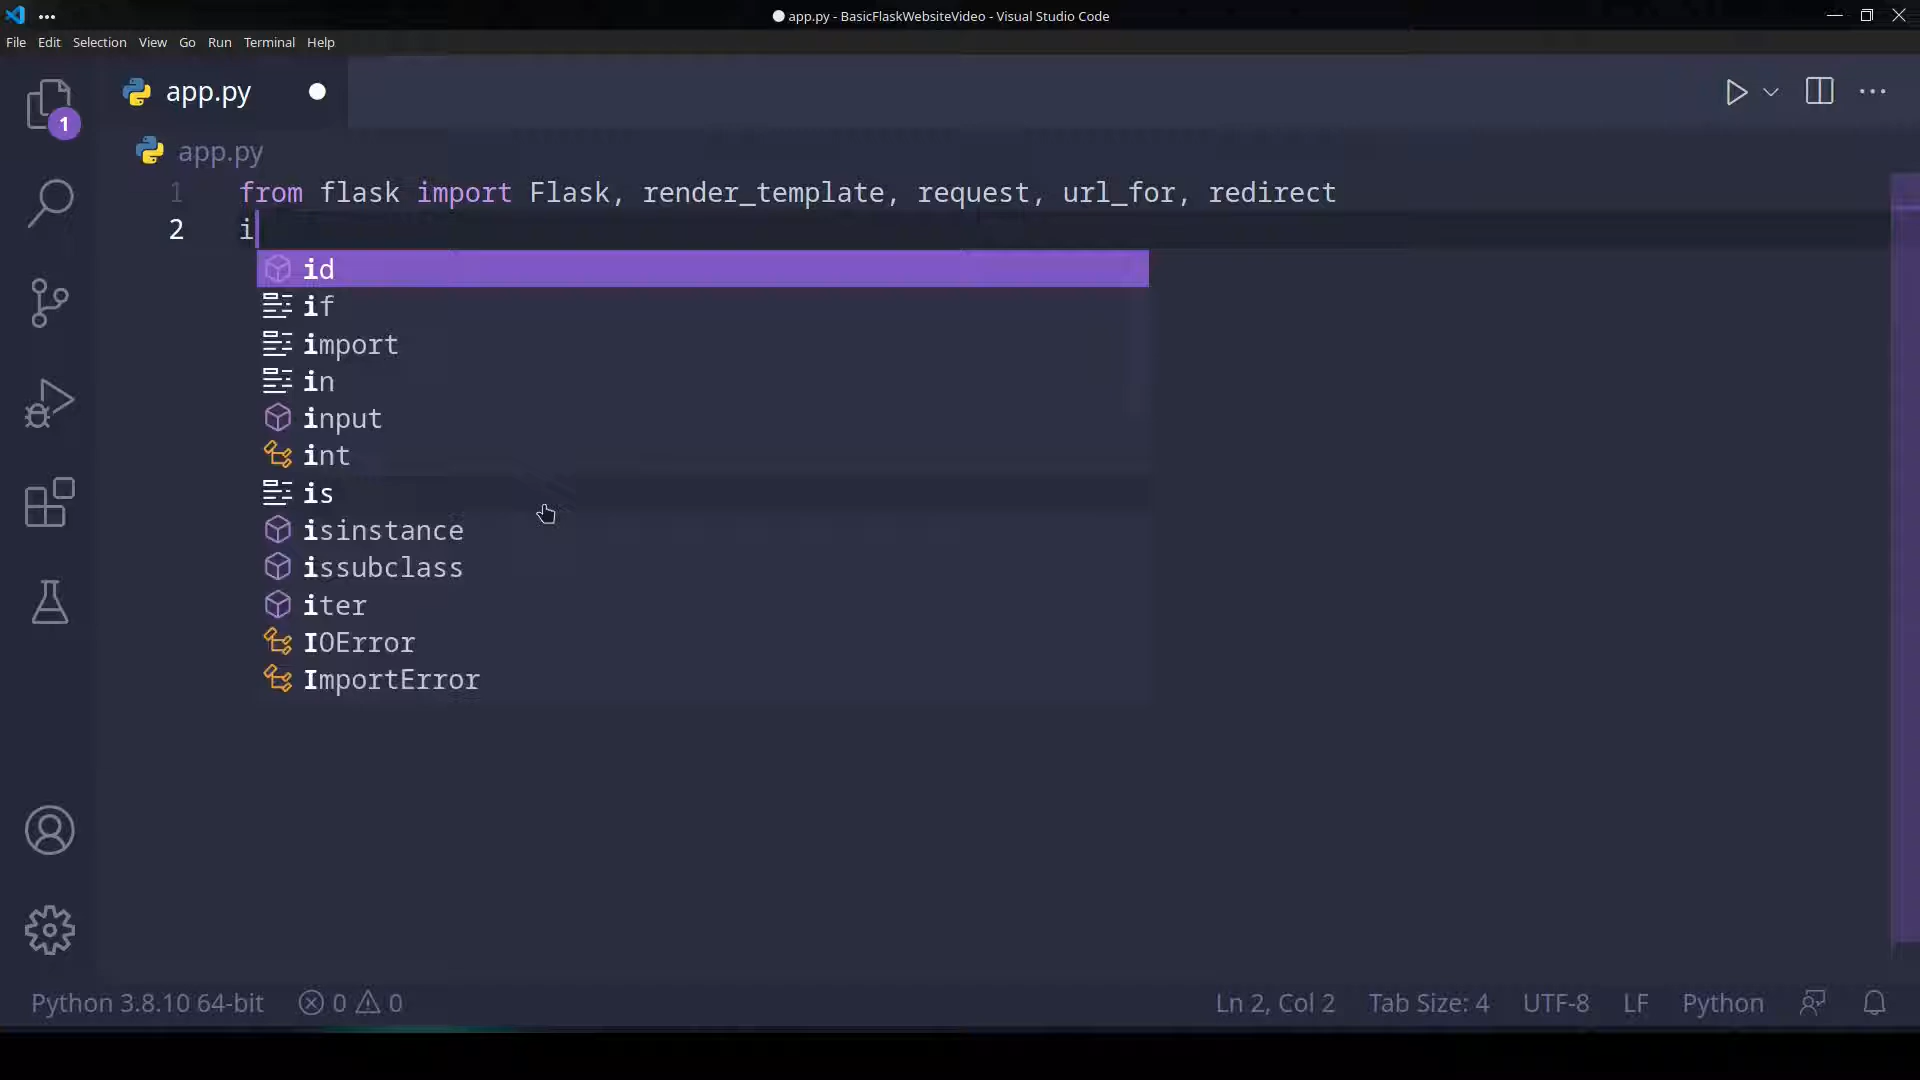 app.py - BasicFlaskWebsiteVideo - Visual Studio Code
File Edit Selection View Go Run Terminal Help
app.py
1
app.py
1 from flask import Flask, render_template, request, url_for, redirect
2 i
id
if
import
in
input
int
is
isinstance
issubclass
iter
IOError
ImportError
Python 3.8.10 64-bit 0 0 Ln 2, Col 2 Tab Size: 4 UTF-8 LF Python